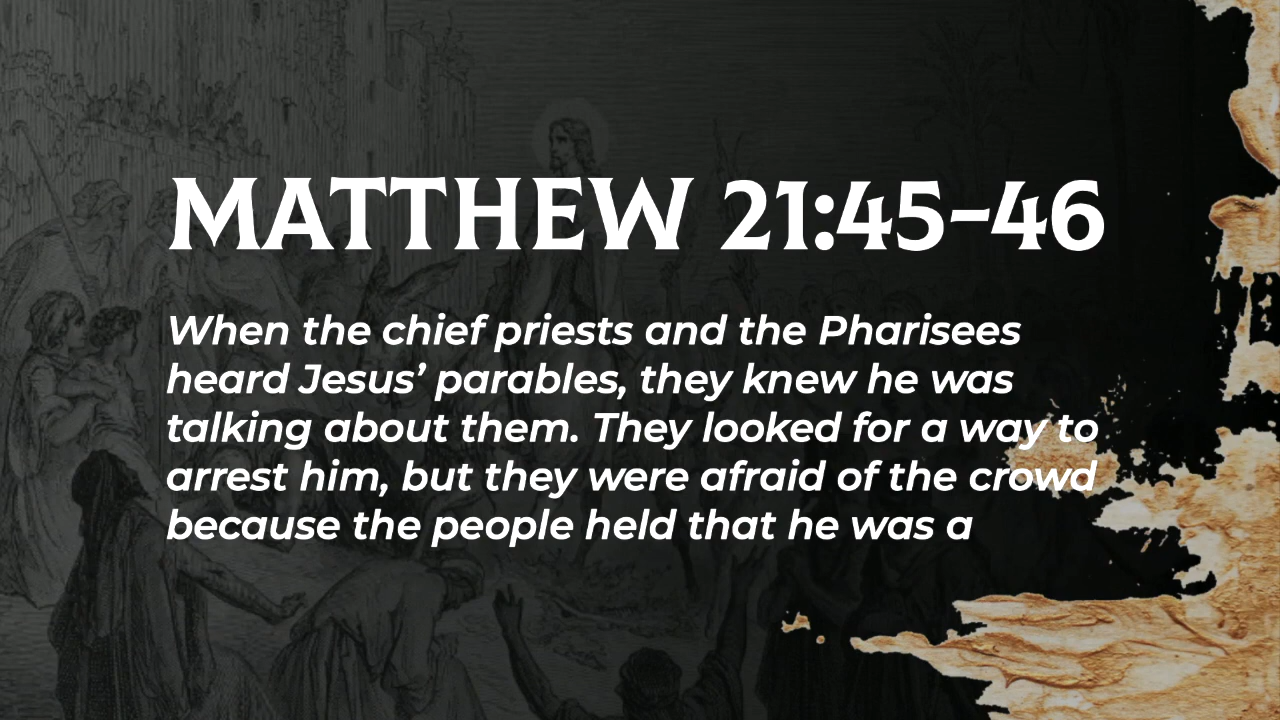 MATTHEW 21:45–46
When the chief priests and the Pharisees
heard Jesus’ parables, they knew he was
talking about them. They looked for a way to
arrest him, but they were afraid of the crowd
because the people held that he was a